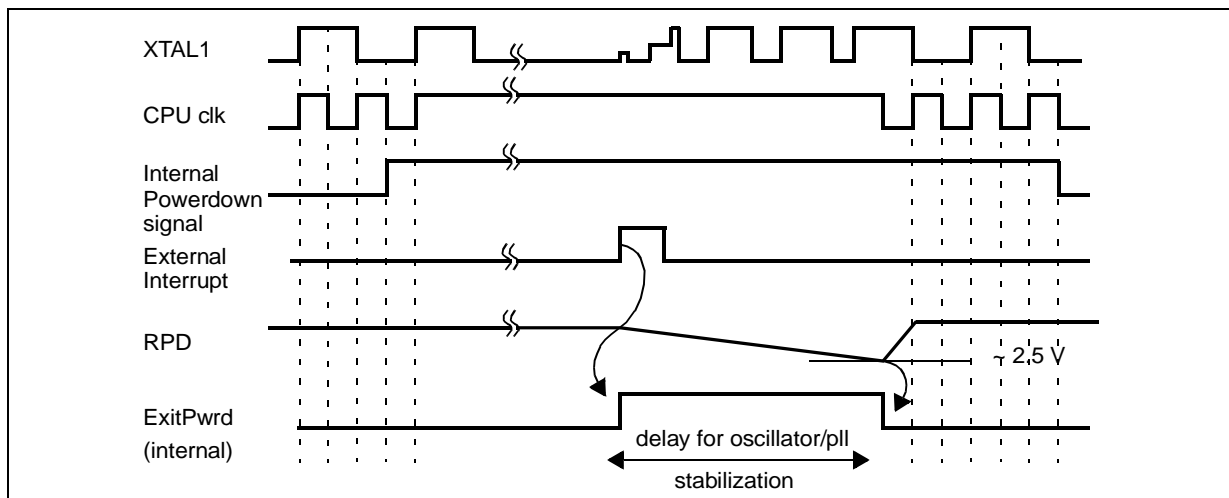 XTAL1
CPU clk
Internal
Powerdown
signal
External
Interrupt
RPD
~ 2.5 V
ExitPwrd
(internal)
delay for oscillator/pll
stabilization